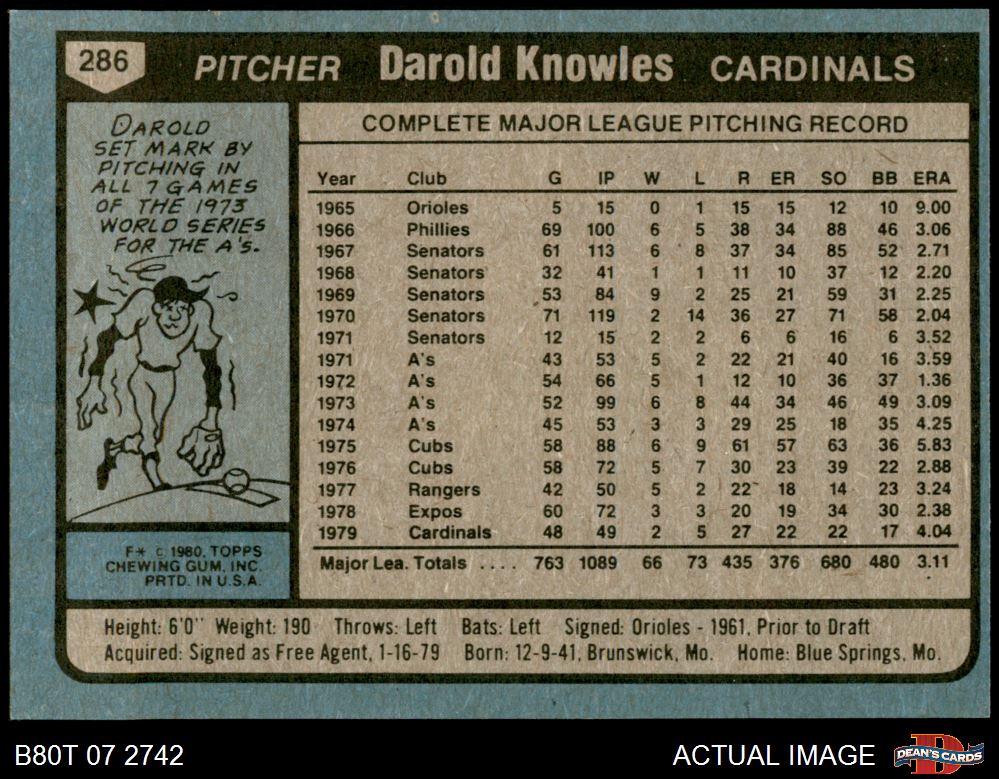 286 PITCHER Darold Knowles CARDINALS
DAROLD
SET MARK BY
PITCHING IN
ALL 7 GAMES
OF THE 1973
WORLD SERIES
FOR THE A's.
F* © 1980, TOPPS
CHEWING GUM, INC.
PRTD. IN U.S.A.
COMPLETE MAJOR LEAGUE PITCHING RECORD
Year Club G IP W L R ER SO BB ERA
1965 Orioles 5 15 0 1 15 15 12 10 9.00
1966 Phillies 69 100 6 5 38 34 88 46 3.06
1967 Senators 61 113 6 8 37 34 85 52 2.71
1968 Senators 32 41 1 1 11 10 37 12 2.20
1969 Senators 53 84 9 2 25 21 59 31 2.25
1970 Senators 71 119 2 14 36 27 71 58 2.04
1971 Senators 12 15 2 2 6 6 16 6 3.52
1971 A's 43 53 5 2 22 21 40 16 3.59
1972 A's 54 66 5 1 12 10 36 37 1.36
1973 A's 52 99 6 8 44 34 46 49 3.09
1974 A's 45 53 3 3 29 25 18 35 4.25
1975 Cubs 58 88 6 9 61 57 63 36 5.83
1976 Cubs 58 72 5 7 30 23 39 22 2.88
1977 Rangers 42 50 5 2 22 18 14 23 3.24
1978 Expos 60 72 3 3 20 19 34 30 2.38
1979 Cardinals 48 49 2 5 27 22 22 17 4.04
Major Lea. Totals .... 763 1089 66 73 435 376 680 480 3.11
Height: 6'0" Weight: 190 Throws: Left Bats: Left Signed: Orioles - 1961, Prior to Draft
Acquired: Signed as Free Agent, 1-16-79 Born: 12-9-41, Brunswick, Mo. Home: Blue Springs, Mo.
B80T 07 2742 ACTUAL IMAGE DEAN'S CARDS